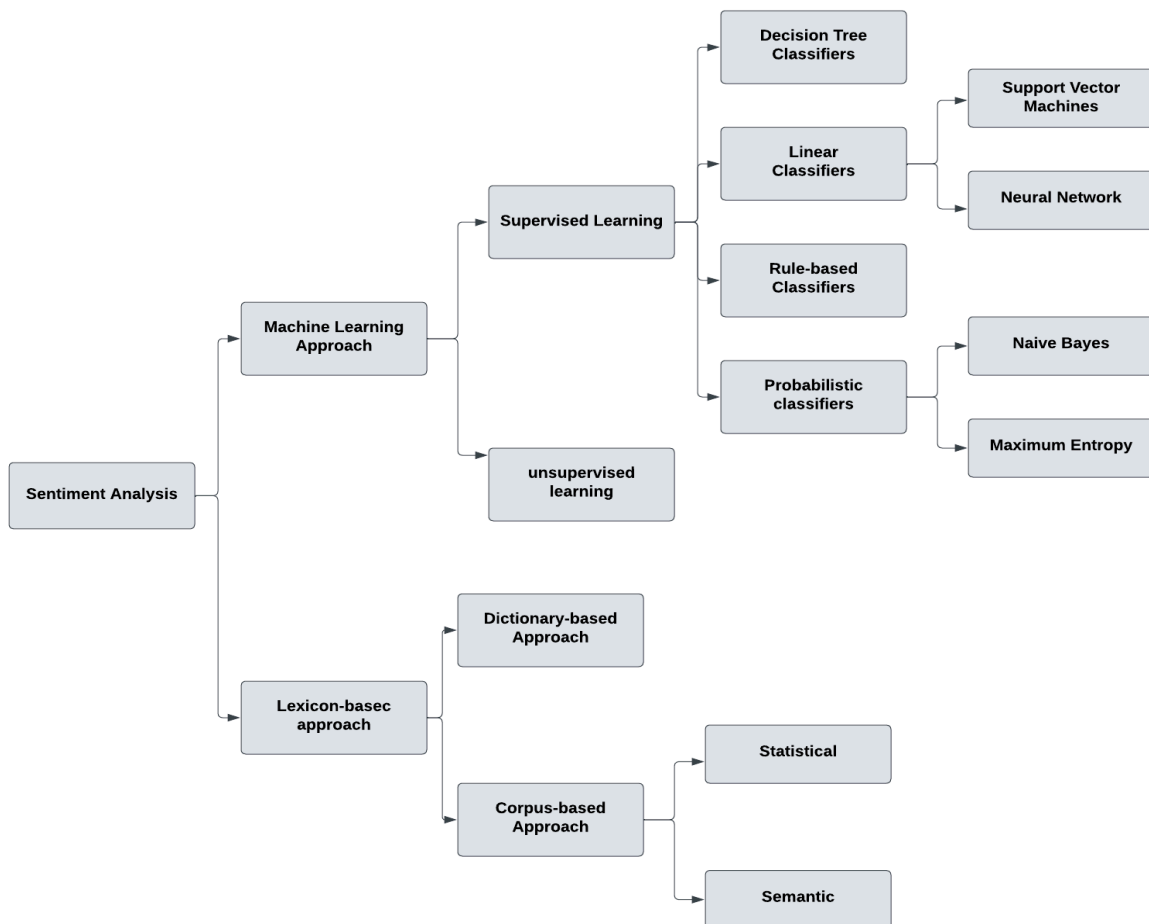 Decision Tree
Classifiers
Support Vector
Machines
Linear
Classifiers
Neural Network
Supervised Learning
Rule-based
Classifiers
Machine Learning
Approach
Naive Bayes
Probabilistic
classifiers
Maximum Entropy
unsupervised
learning
Sentiment Analysis
Dictionary-based
Approach
Lexicon-basec
approach
Statistical
Corpus-based
Approach
Semantic